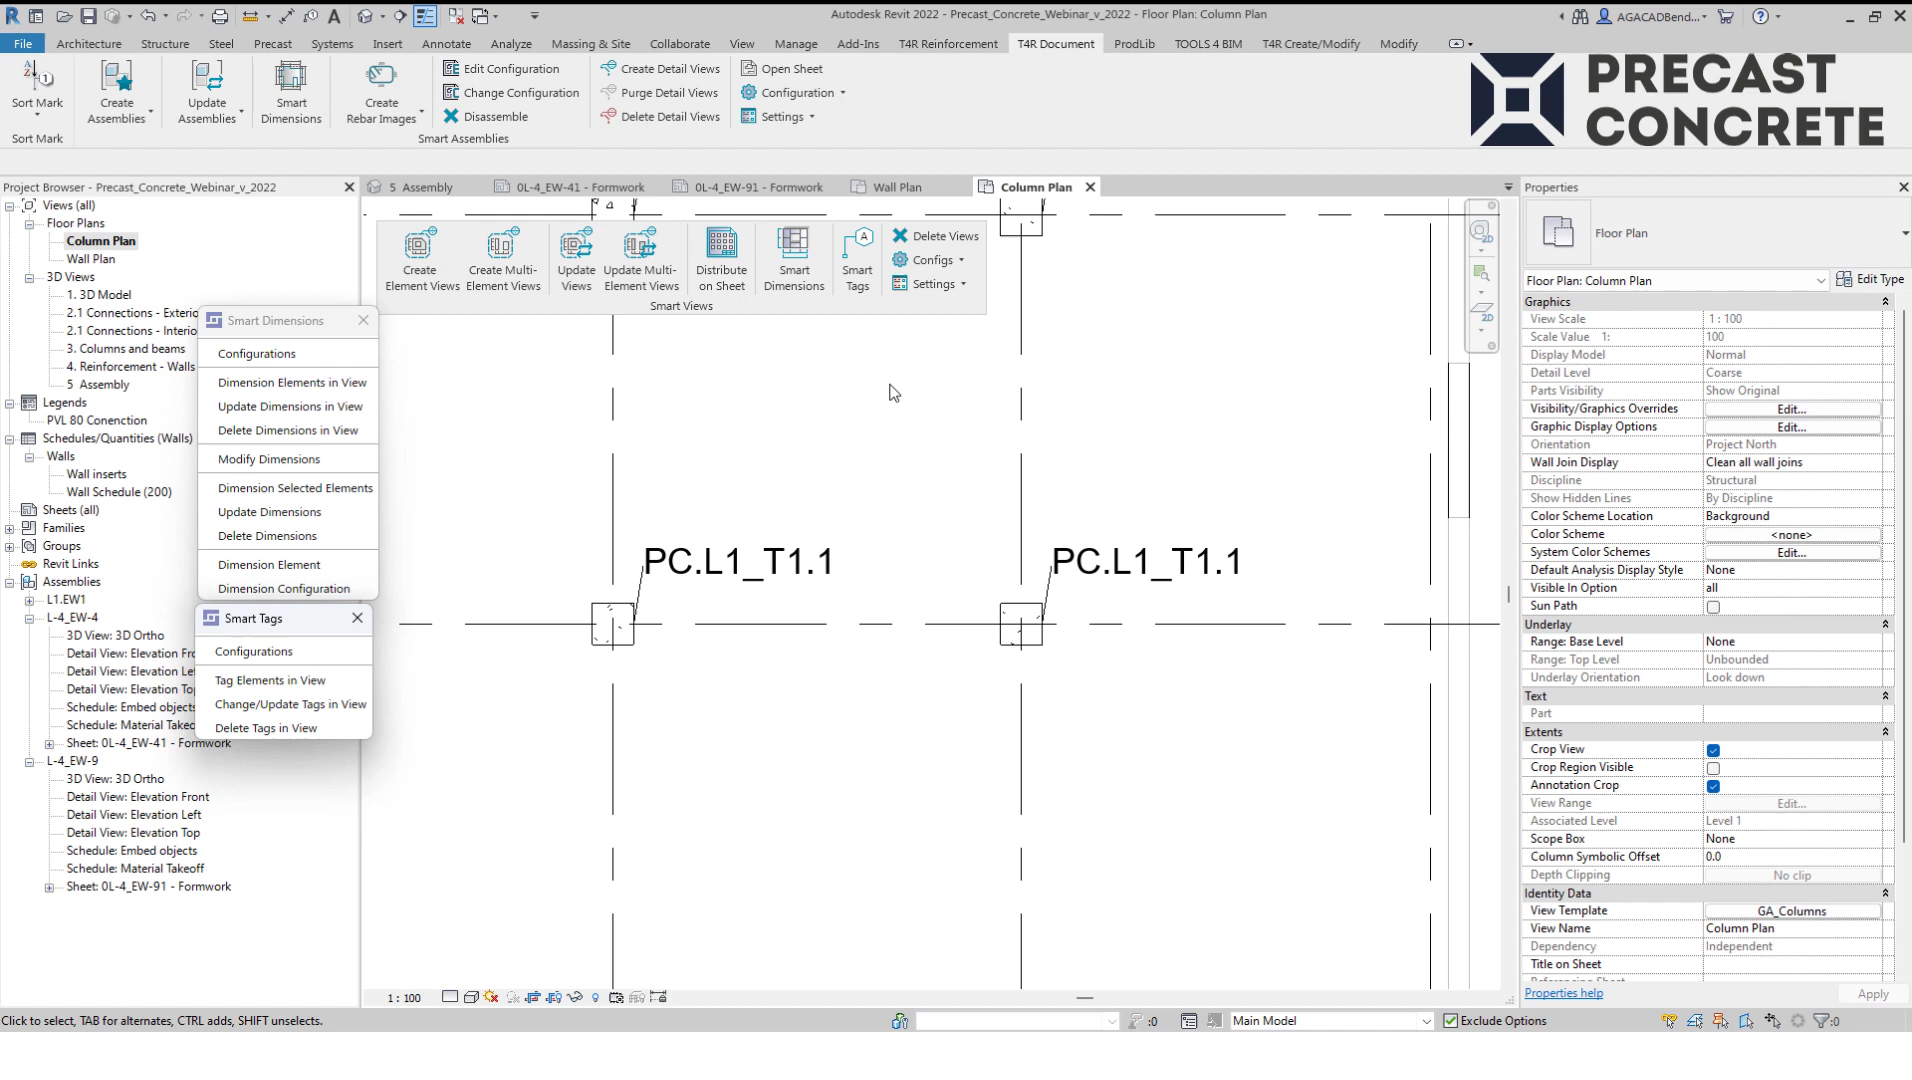 Autodesk Revit 2022 - Precast_Concrete_Webinar_v_2022 - Floor Plan: Column Plan
AGACADBend...
File Architecture Structure Steel Precast Systems Insert Annotate Analyze Massing & Site Collaborate View Manage Add-Ins T4R Reinforcement T4R Document ProdLib TOOLS 4 BIM T4R Create/Modify Modify
Sort Mark
Create Assemblies
Update Assemblies
Smart Dimensions
Create Rebar Images
Edit Configuration
Change Configuration
Disassemble
Create Detail Views
Purge Detail Views
Delete Detail Views
Open Sheet
Configuration
Settings
Sort Mark
Smart Assemblies
PRECAST
CONCRETE
Project Browser - Precast_Concrete_Webinar_v_2022
Views (all)
Floor Plans
Column Plan
Wall Plan
3D Views
1. 3D Model
2.1 Connections - Exterio
2.1 Connections - Interio
3. Columns and beams
4. Reinforcement - Walls
5 Assembly
Legends
PVL 80 Conenction
Schedules/Quantities (Walls)
Walls
Wall inserts
Wall Schedule (200)
Sheets (all)
Families
Groups
Revit Links
Assemblies
L1.EW1
L-4_EW-4
3D View: 3D Ortho
Detail View: Elevation Fro
Detail View: Elevation Lef
Detail View: Elevation Top
Schedule: Embed objects
Schedule: Material Takeo
Sheet: 0L-4_EW-41 - Formwork
L-4_EW-9
3D View: 3D Ortho
Detail View: Elevation Front
Detail View: Elevation Left
Detail View: Elevation Top
Schedule: Embed objects
Schedule: Material Takeoff
Sheet: 0L-4_EW-91 - Formwork
Smart Dimensions
Configurations
Dimension Elements in View
Update Dimensions in View
Delete Dimensions in View
Modify Dimensions
Dimension Selected Elements
Update Dimensions
Delete Dimensions
Dimension Element
Dimension Configuration
Smart Tags
Configurations
Tag Elements in View
Change/Update Tags in View
Delete Tags in View
5 Assembly
0L-4_EW-41 - Formwork
0L-4_EW-91 - Formwork
Wall Plan
Column Plan
Create Element Views
Create Multi-Element Views
Update Views
Update Multi-Element Views
Distribute on Sheet
Smart Dimensions
Smart Tags
Delete Views
Configs
Settings
Smart Views
2D
2D
PC.L1_T1.1
PC.L1_T1.1
1 : 100
Properties
Floor Plan
Floor Plan: Column Plan Edit Type
Graphics
View Scale 1 : 100
Scale Value 1: 100
Display Model Normal
Detail Level Coarse
Parts Visibility Show Original
Visibility/Graphics Overrides Edit...
Graphic Display Options Edit...
Orientation Project North
Wall Join Display Clean all wall joins
Discipline Structural
Show Hidden Lines By Discipline
Color Scheme Location Background
Color Scheme <none>
System Color Schemes Edit...
Default Analysis Display Style None
Visible In Option all
Sun Path
Underlay
Range: Base Level None
Range: Top Level Unbounded
Underlay Orientation Look down
Text
Part
Extents
Crop View
Crop Region Visible
Annotation Crop
View Range Edit...
Associated Level Level 1
Scope Box None
Column Symbolic Offset 0.0
Depth Clipping No clip
Identity Data
View Template GA_Columns
View Name Column Plan
Dependency Independent
Title on Sheet
Properties help Apply
Click to select, TAB for alternates, CTRL adds, SHIFT unselects.
:0
Main Model
Exclude Options
:0